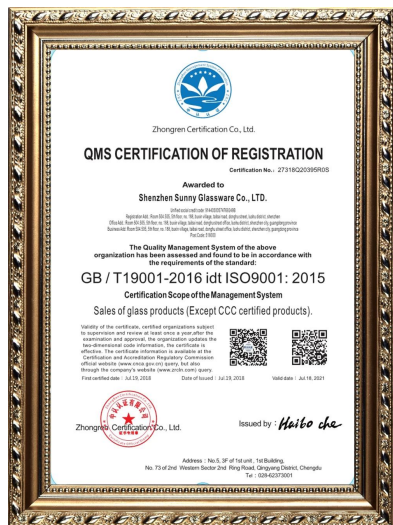 Zhongren Certification Co., Ltd.
QMS CERTIFICATION OF REGISTRATION
Certification No.: 27318Q20395R0S
Awarded to
Shenzhen Sunny Glassware Co., LTD.
The Quality Management System of the above
organization has been assessed and found to be in accordance with
the requirements of the standard:
GB / T19001-2016 idt ISO9001: 2015
Certification Scope of the Management System
Sales of glass products (Except CCC certified products).
Validity of the certificate, certified organizations subject
to supervision and review at least once a year,after the
examination and approval, the organization updates the
two-dimensional code information, the certificate is
effective. The certificate information is available at the
Certification and Accreditation Regulatory Commission
official website (www.cnca.gov.cn) query, but also
through the company's website (www.zrcln.com) query.
First certified date : Jul.19, 2018 Date of Issued : Jul.19, 2018 Valid date : Jul 18, 2021
Zhongren Certification Co., Ltd.
Issued by : Haibo che
Address : No.5, 3F of 1st unit , 1st Building,
No. 73 of 2nd Western Sector 2nd Ring Road, Qingyang District, Chengdu
Tel : 028-62373001